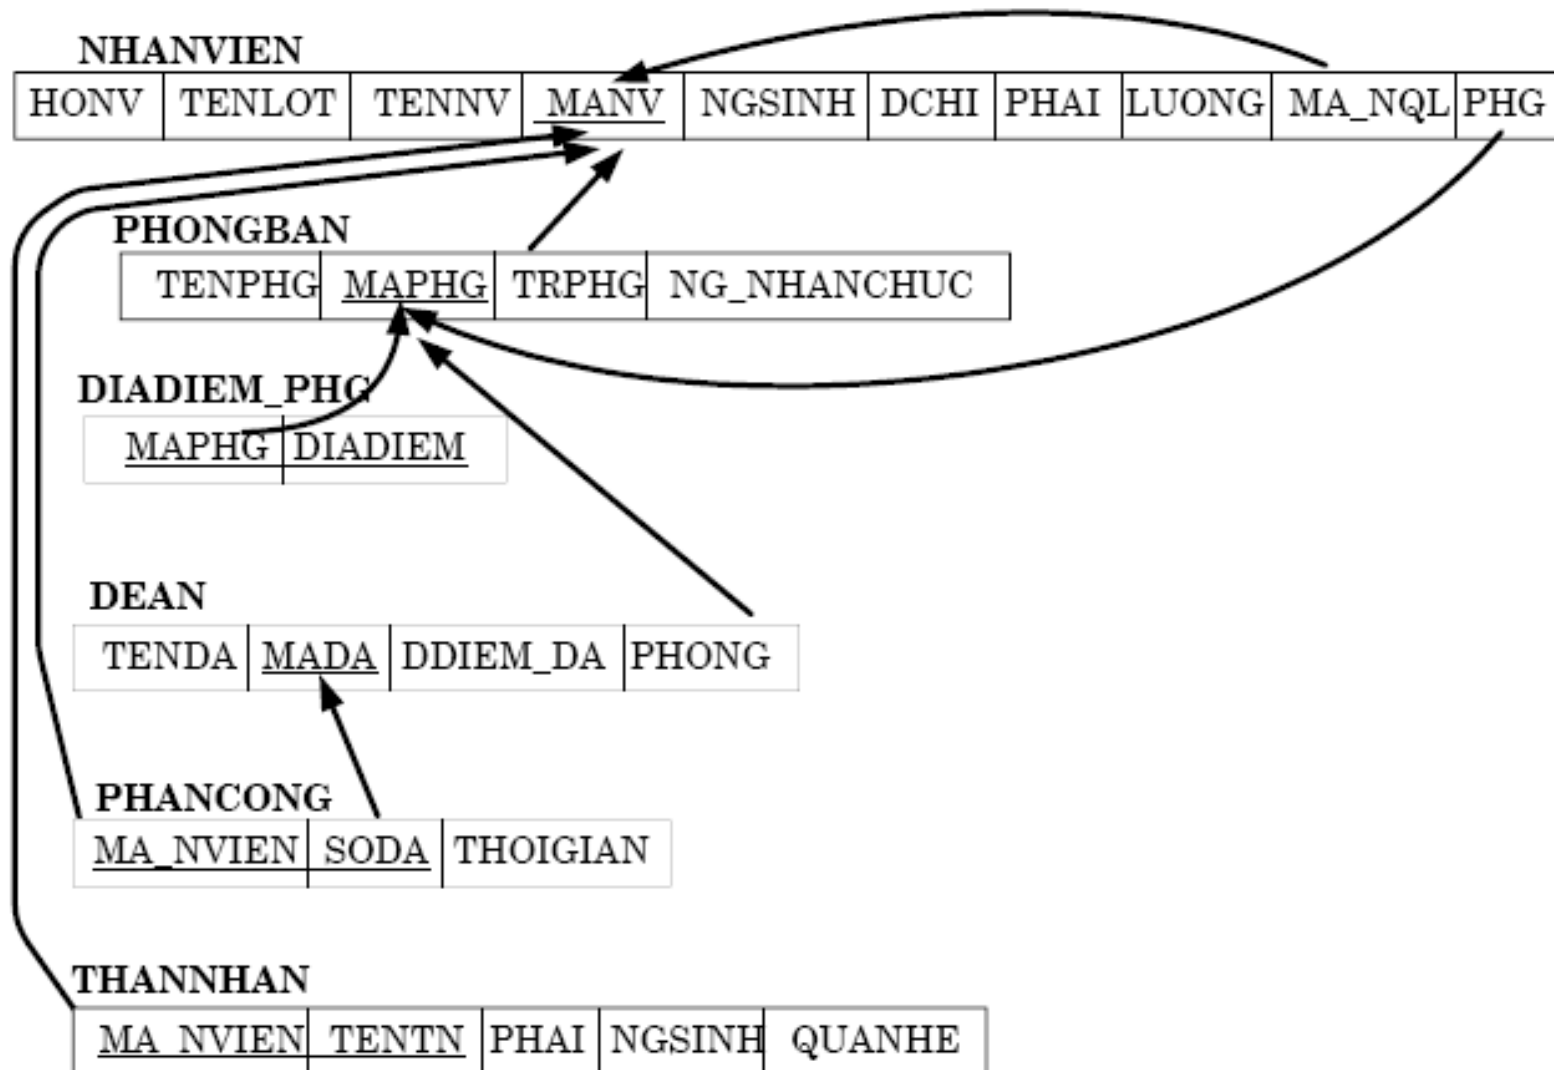 NHANVIEN
HONV TENLOT TENNV MANV NGSINH DCHI PHAI LUONG MA_NQL PHG
PHONGBAN
TENPHG MAPHG TRPHG NG_NHANCHUC
DIADIEM_PHG
MAPHG DIADIEM
DEAN
TENDA MADA DDIEM_DA PHONG
PHANCONG
MA_NVIEN SODA THOIGIAN
THANNHAN
MA_NVIEN TENTN PHAI NGSINH QUANHE